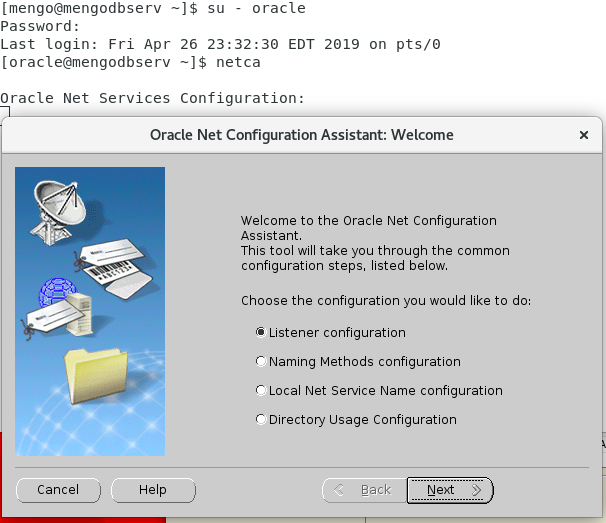 [mengo@mengodbserv ~]$ su - oracle
Password:
Last login: Fri Apr 26 23:32:30 EDT 2019 on pts/0
[oracle@mengodbserv ~]$ netca
Oracle Net Services Configuration:
Oracle Net Configuration Assistant: Welcome
Welcome to the Oracle Net Configuration
Assistant.
This tool will take you through the common
configuration steps, listed below.
Choose the configuration you would like to do:
Listener configuration
Naming Methods configuration
Local Net Service Name configuration
Directory Usage Configuration
Cancel Help Back Next